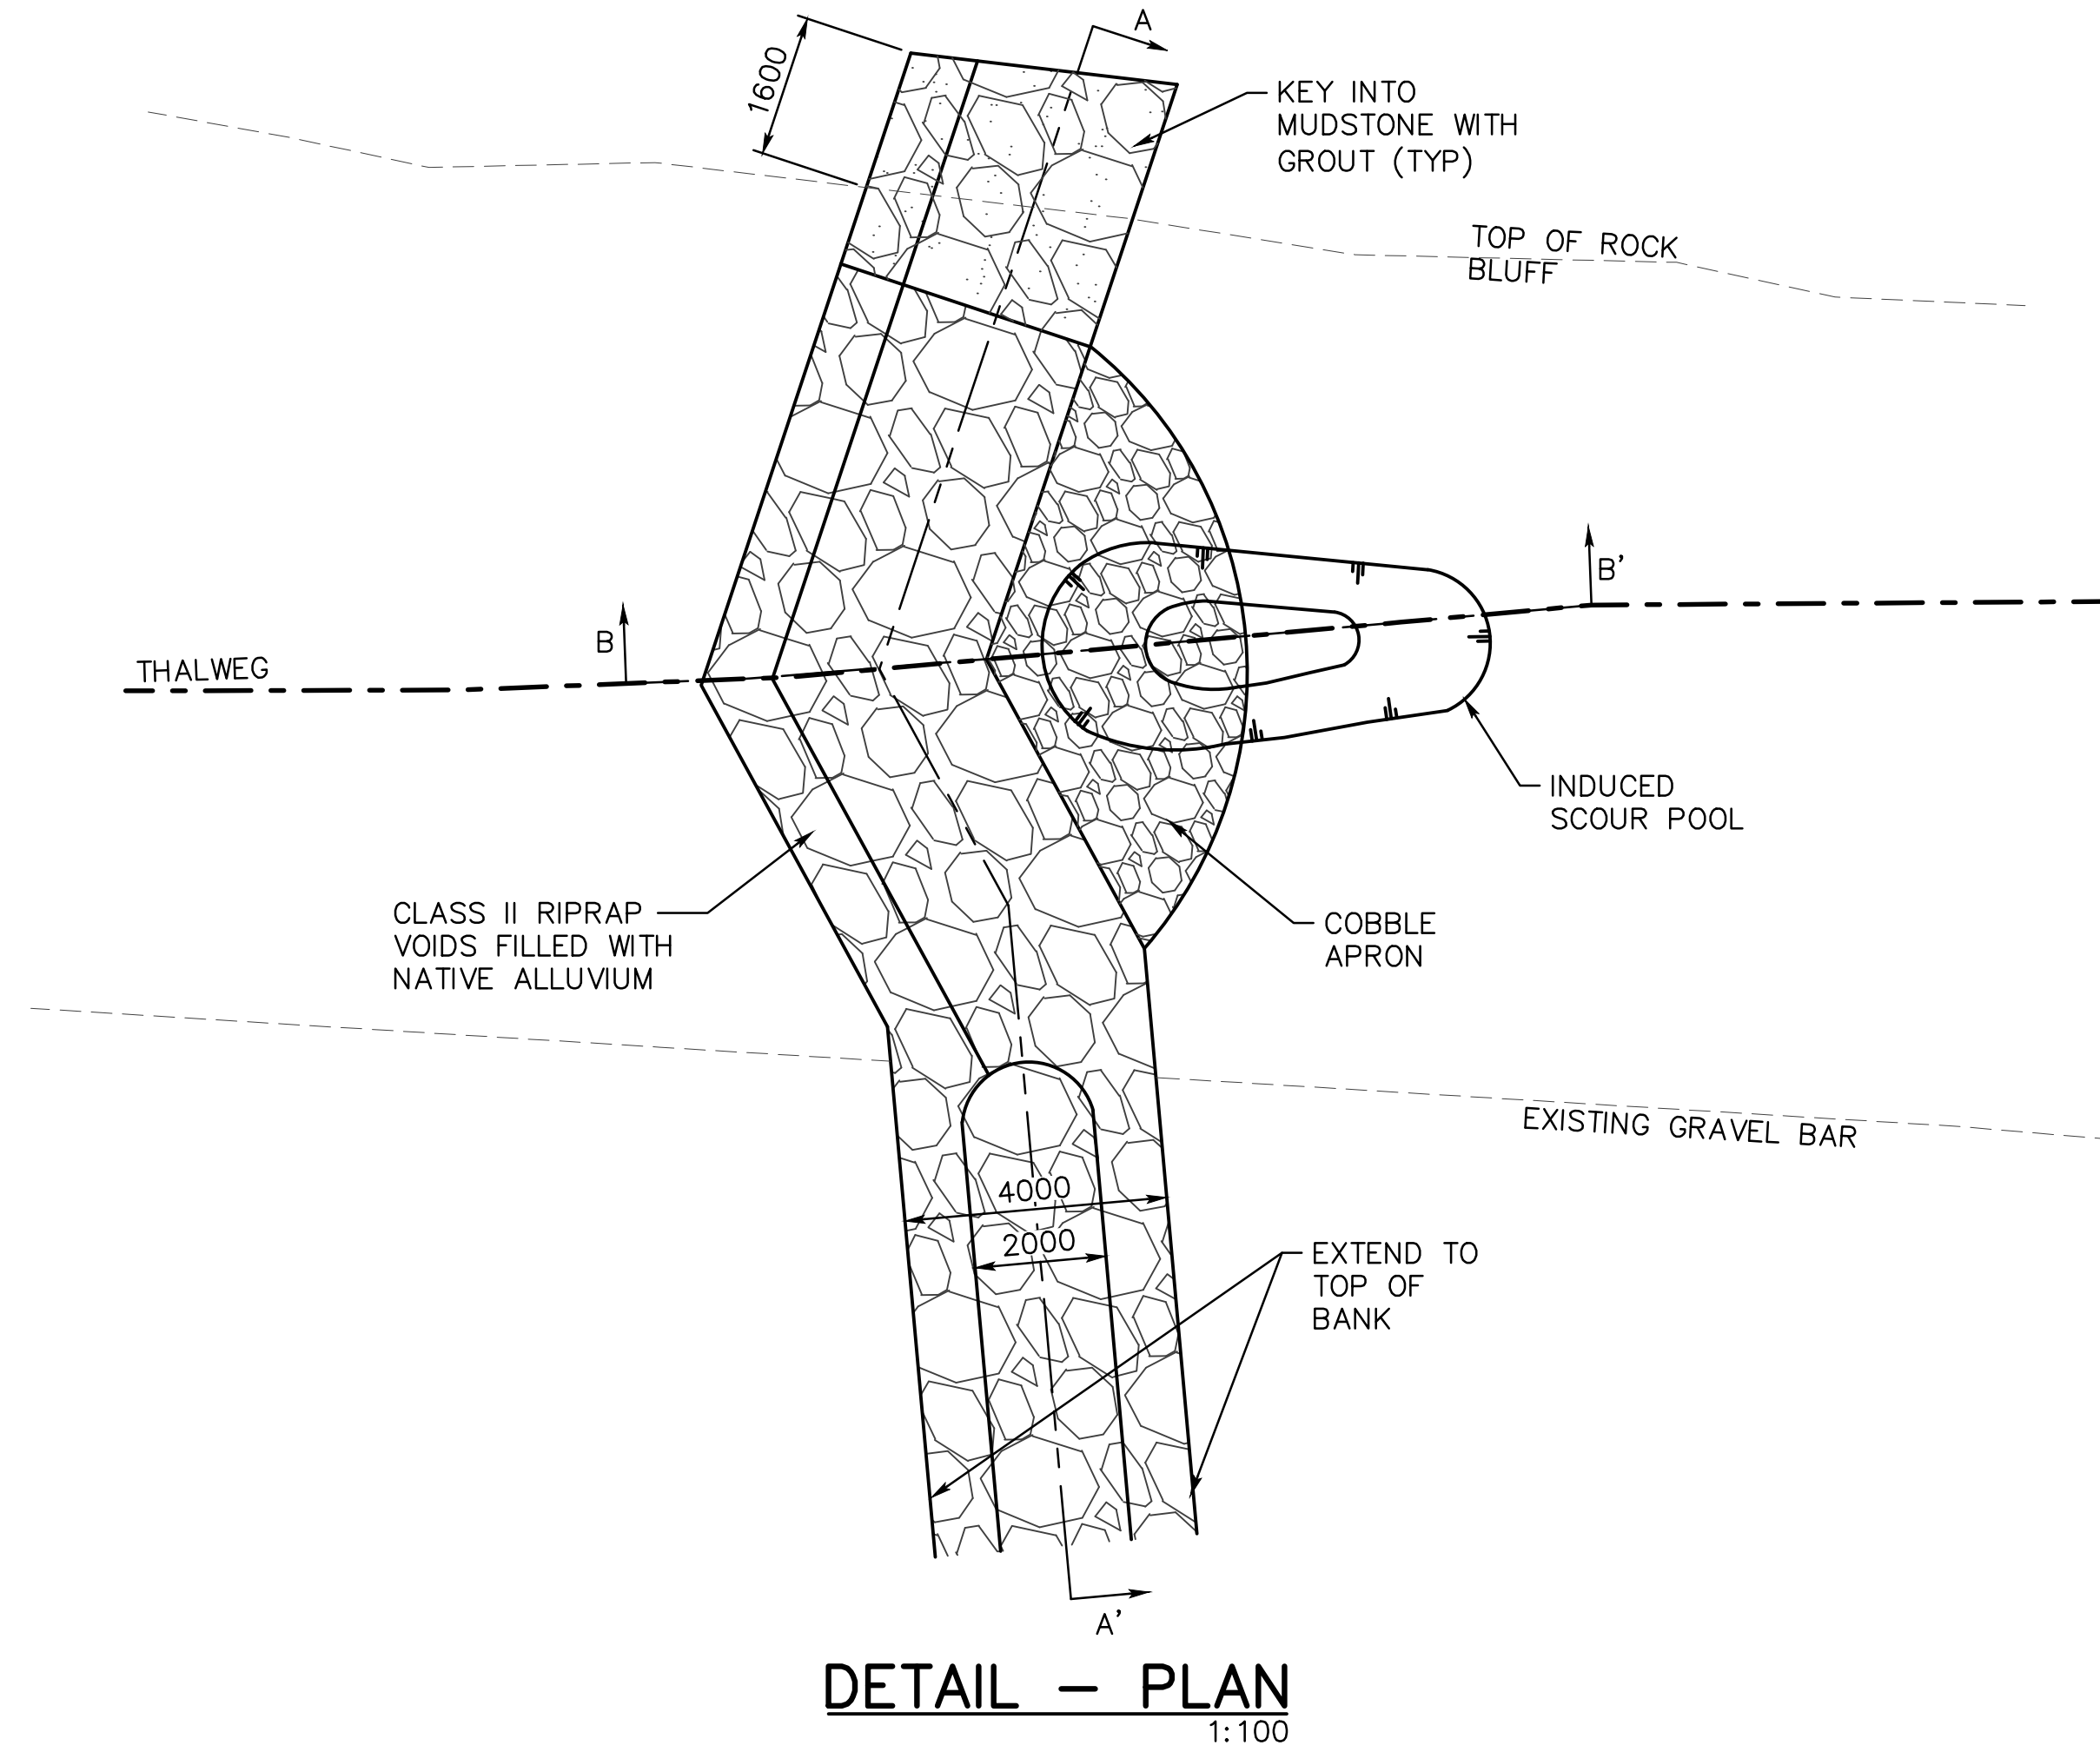 A
1600
KEY INTO
MUDSTONE WITH
GROUT (TYP)
TOP OF ROCK
BLUFF
B'
B
THALWEG
INDUCED
SCOUR POOL
CLASS II RIPRAP
VOIDS FILLED WITH
NATIVE ALLUVIUM
COBBLE
APRON
EXISTING GRAVEL BAR
4000
2000
EXTEND TO
TOP OF
BANK
A'
DETAIL – PLAN
1:100